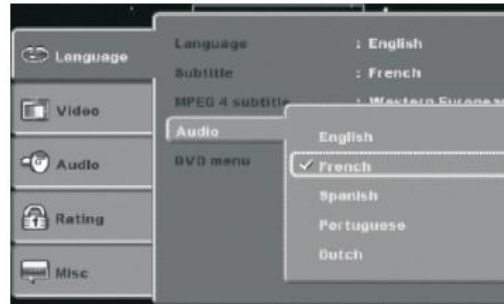 Language
Video
Audio
Rating
Misc
Language : English
Subtitle : French
MPEG 4 subtitle : Western European
Audio
DVD menu
English
✓ French
Spanish
Portuguese
Dutch